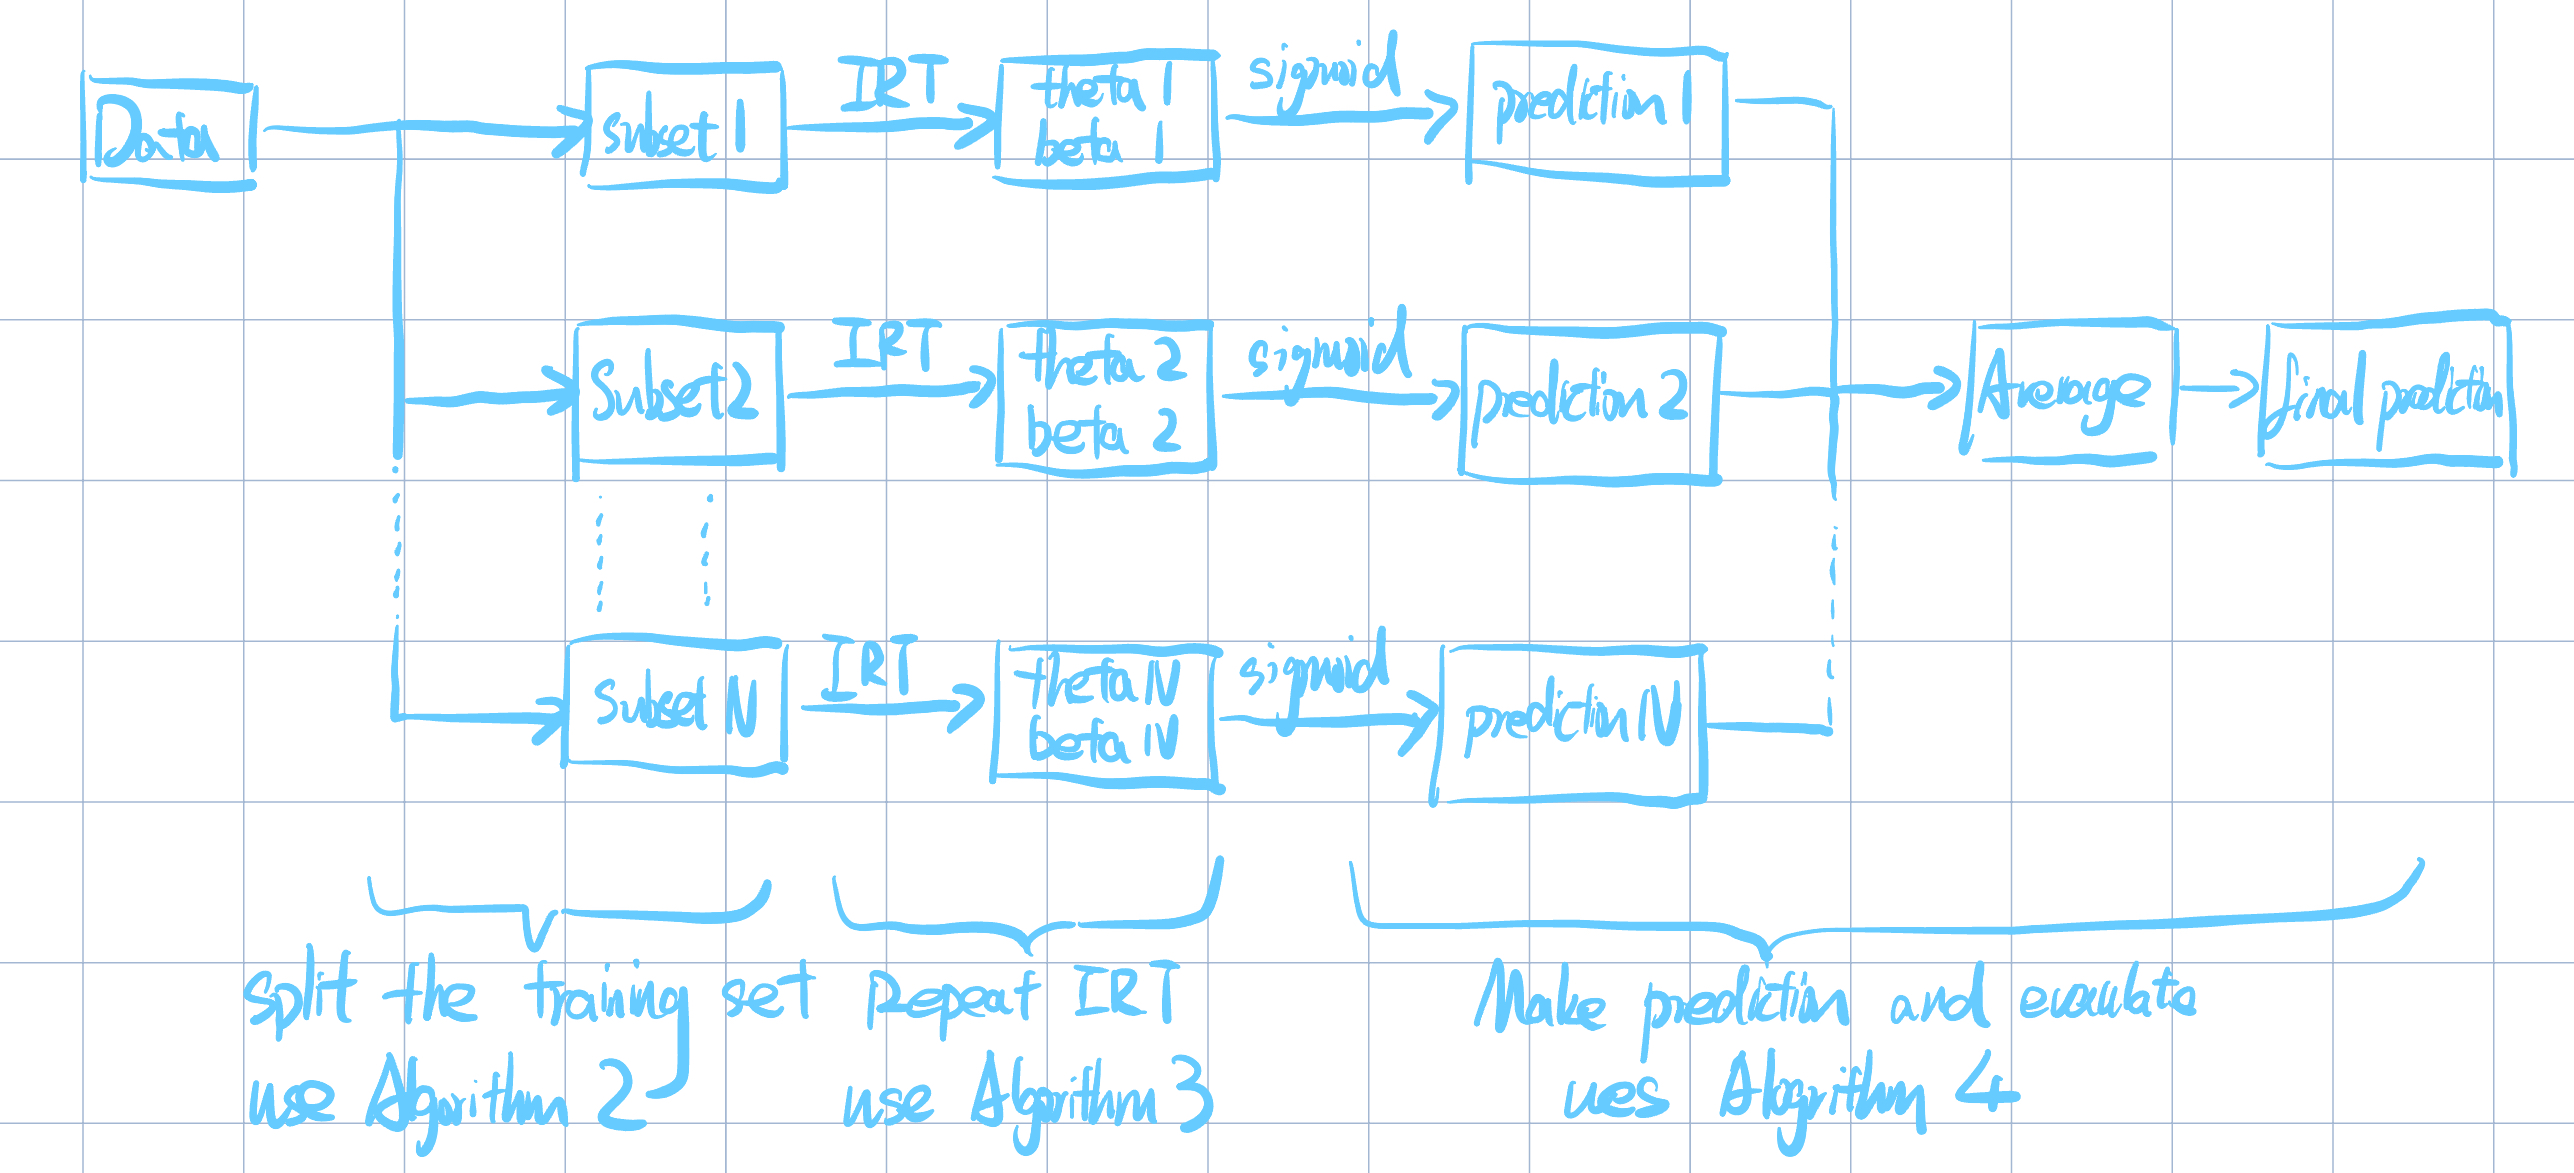 Data
subset 1
IRT
theta 1
beta 1
sigmoid
prediction 1
Subset 2
IRT
theta 2
beta 2
sigmoid
prediction 2
Average
final prediction
subset N
IRT
theta N
beta N
sigmoid
prediction N
split the training set
use Algorithm 2
Repeat IRT
use Algorithm 3
Make prediction and evaulate
ues Algorithm 4